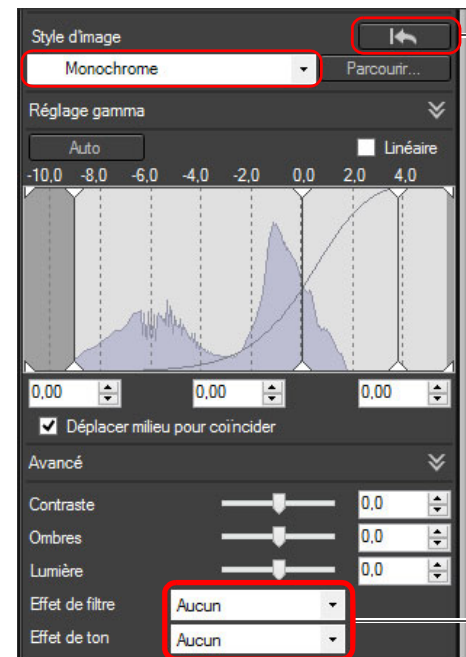 Style d'image
Monochrome Parcourir...
Réglage gamma
Auto Linéaire
-10,0 -8,0 -6,0 -4,0 -2,0 0,0 2,0 4,0
0,00 0,00 0,00
Déplacer milieu pour coïncider
Avancé
Contraste 0,0
Ombres 0,0
Lumière 0,0
Effet de filtre Aucun
Effet de ton Aucun